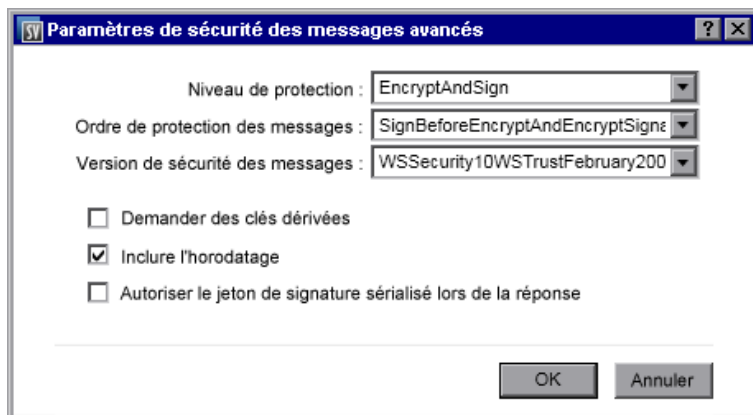 SV Paramètres de sécurité des messages avancés ?
Niveau de protection : EncryptAndSign
Ordre de protection des messages : SignBeforeEncryptAndEncryptSigna
Version de sécurité des messages : WSSecurity10WSTrustFebruary200
Demander des clés dérivées
Inclure l'horodatage
Autoriser le jeton de signature sérialisé lors de la réponse
OK Annuler